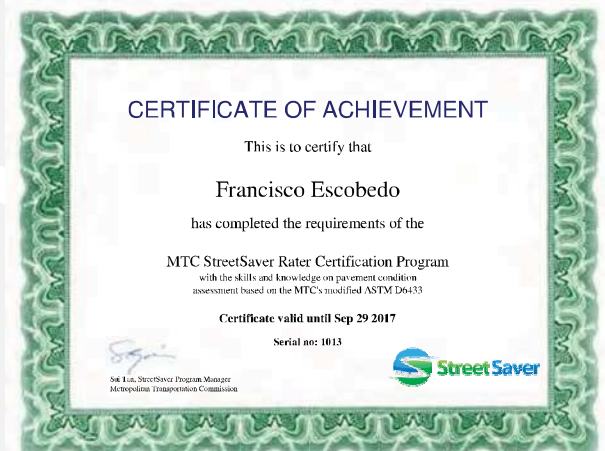 CERTIFICATE OF ACHIEVEMENT
This is to certify that
Francisco Escobedo
has completed the requirements of the
MTC StreetSaver Rater Certification Program
with the skills and knowledge on pavement condition
assessment based on the MTC's modified ASTM D6433
Certificate valid until Sep 29 2017
Serial no: 1013
StreetSaver
Sui Tan, StreetSaver Program Manager
Metropolitan Transportation Commission